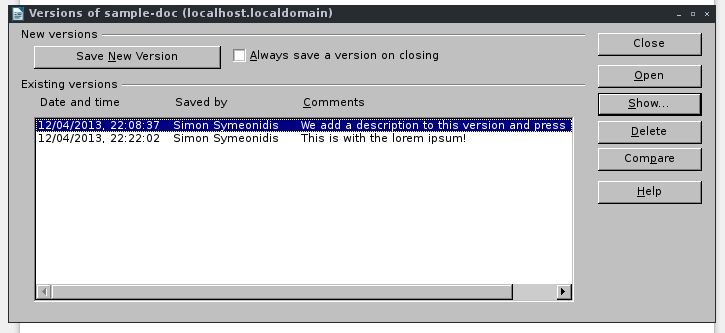 Versions of sample-doc (localhost.localdomain)
New versions
Save New Version
Always save a version on closing
Close
Open
Existing versions
Date and time Saved by Comments
Show...
12/04/2013, 22:08:37 Simon Symeonidis We add a description to this version and press
12/04/2013, 22:22:02 Simon Symeonidis This is with the lorem ipsum!
Delete
Compare
Help